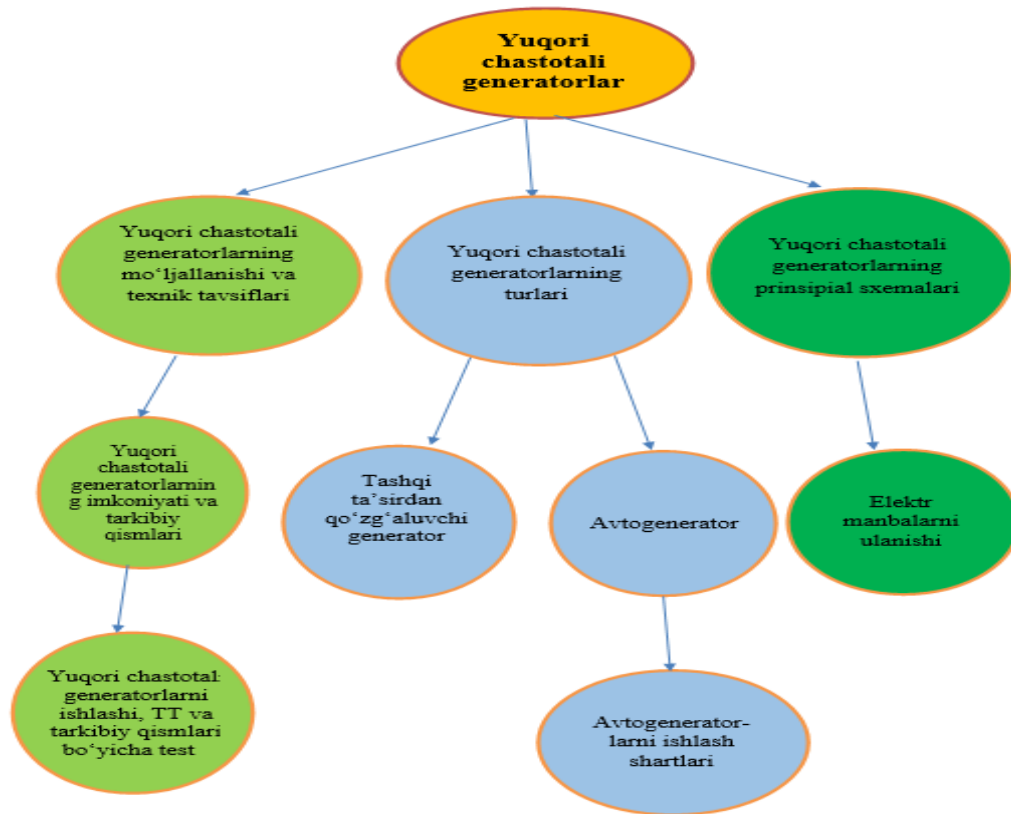 Yuqori
chastotali
generatorlar
Yuqori chastotali
generatorlarning
mo‘ljallanishi va
texnik tavsiflari
Yuqori chastotali
generatorlarning
turlari
Yuqori chastotali
generatorlarning
prinsipial sxemalari
Yuqori
chastotali
generatorlarnin
g imkoniyati va
tarkibiy
qismlari
Tashqi
ta’sirdan
qo‘zg‘aluvchi
generator
Avtogenerator
Elektr
manbalarni
ulanishi
Yuqori chastotali
generatorlarni
ishlashi, TT va
tarkibiy qismlari
bo‘yicha test
Avtogenerator-
larni ishlash
shartlari